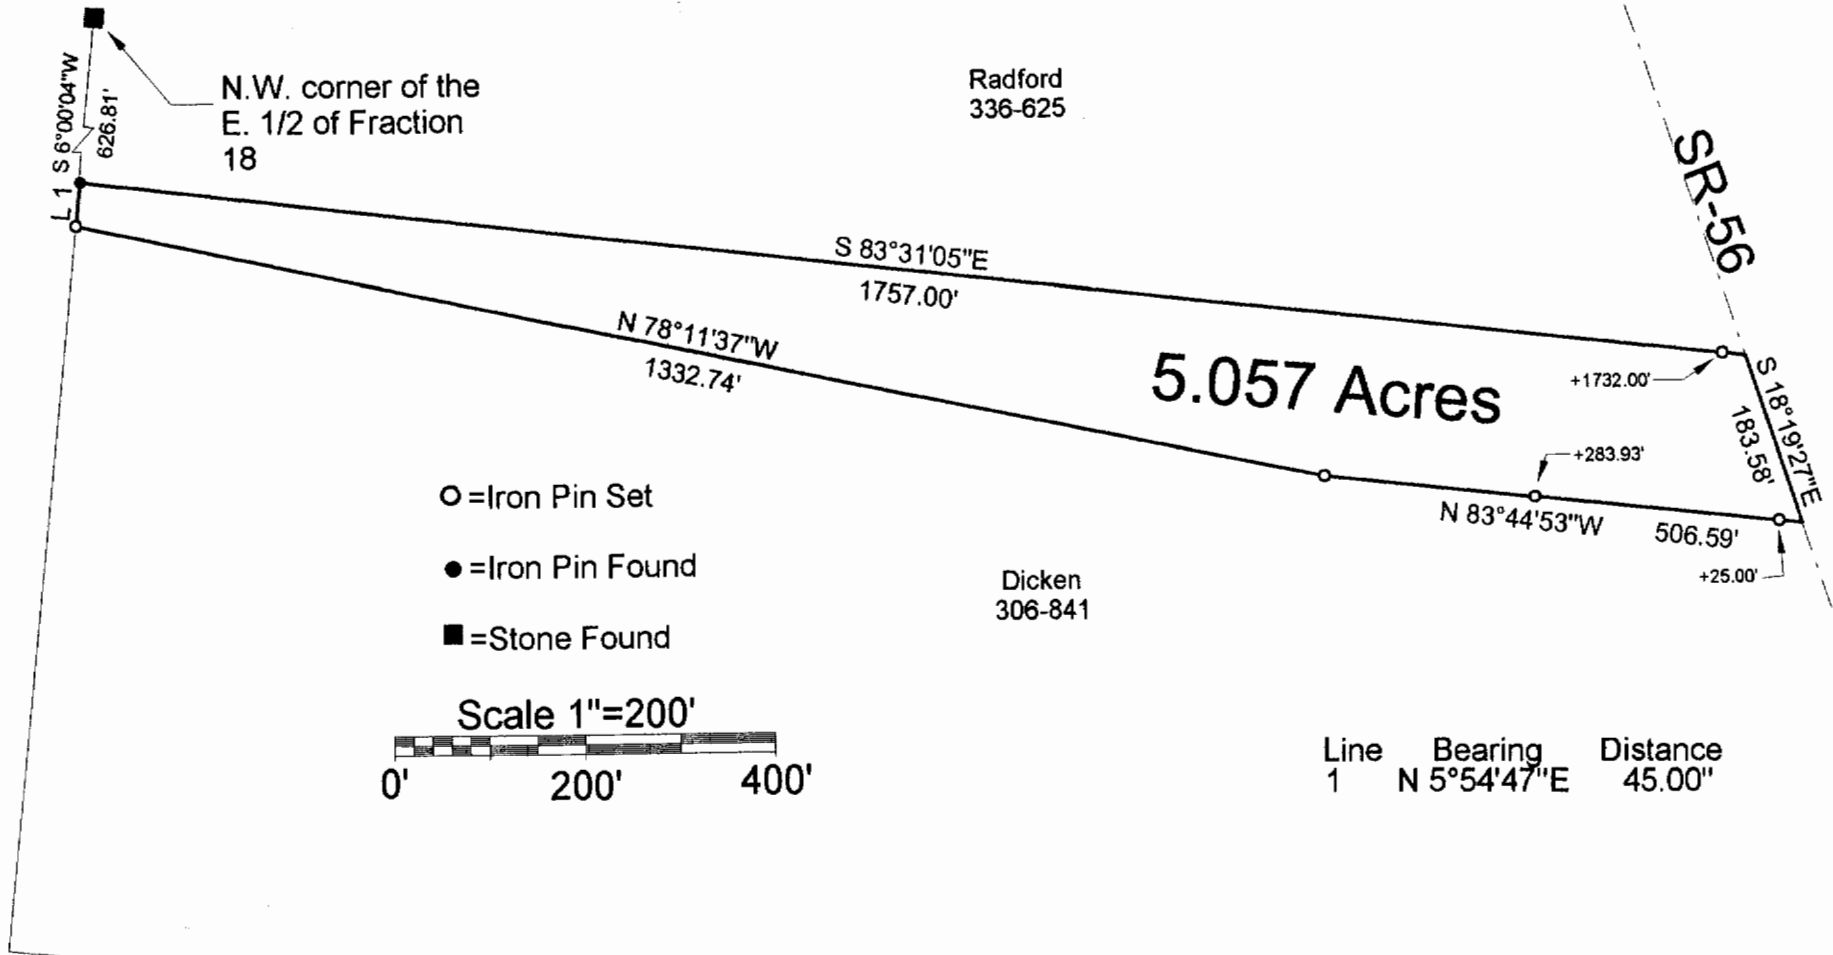 S 6°00'04"W
626.81'
L 1
N.W. corner of the
E. 1/2 of Fraction
18
Radford
336-625
SR-56
S 83°31'05"E
1757.00'
N 78°11'37"W
1332.74'
5.057 Acres
+1732.00'
S 18°19'27"E
183.58'
+283.93'
N 83°44'53"W
506.59'
+25.00'
=Iron Pin Set
=Iron Pin Found
=Stone Found
Dicken
306-841
Scale 1"=200'
0' 200' 400'
Line Bearing Distance
1 N 5°54'47"E 45.00"